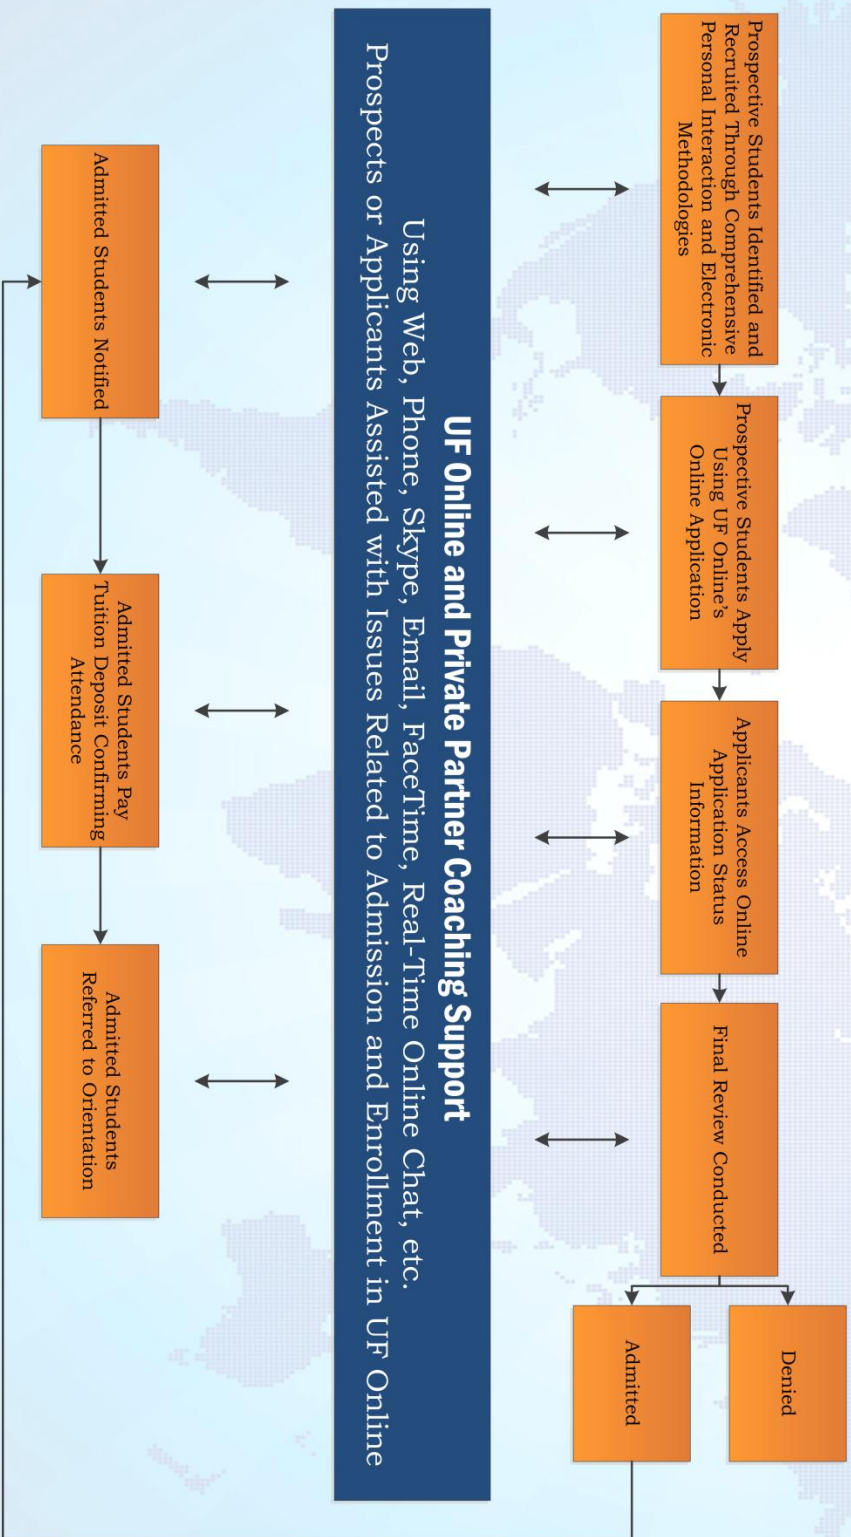 Prospective Students Identified and
Recruited Through Comprehensive
Personal Interaction and Electronic
Methodologies
Prospective Students Apply
Using UF Online's
Online Application
Applicants Access Online
Application Status
Information
Final Review Conducted
Denied
Admitted
UF Online and Private Partner Coaching Support
Using Web, Phone, Skype, Email, FaceTime, Real-Time Online Chat, etc.
Prospects or Applicants Assisted with Issues Related to Admission and Enrollment in UF Online
Admitted Students Notified
Admitted Students Pay
Tuition Deposit Confirming
Attendance
Admitted Students
Referred to Orientation